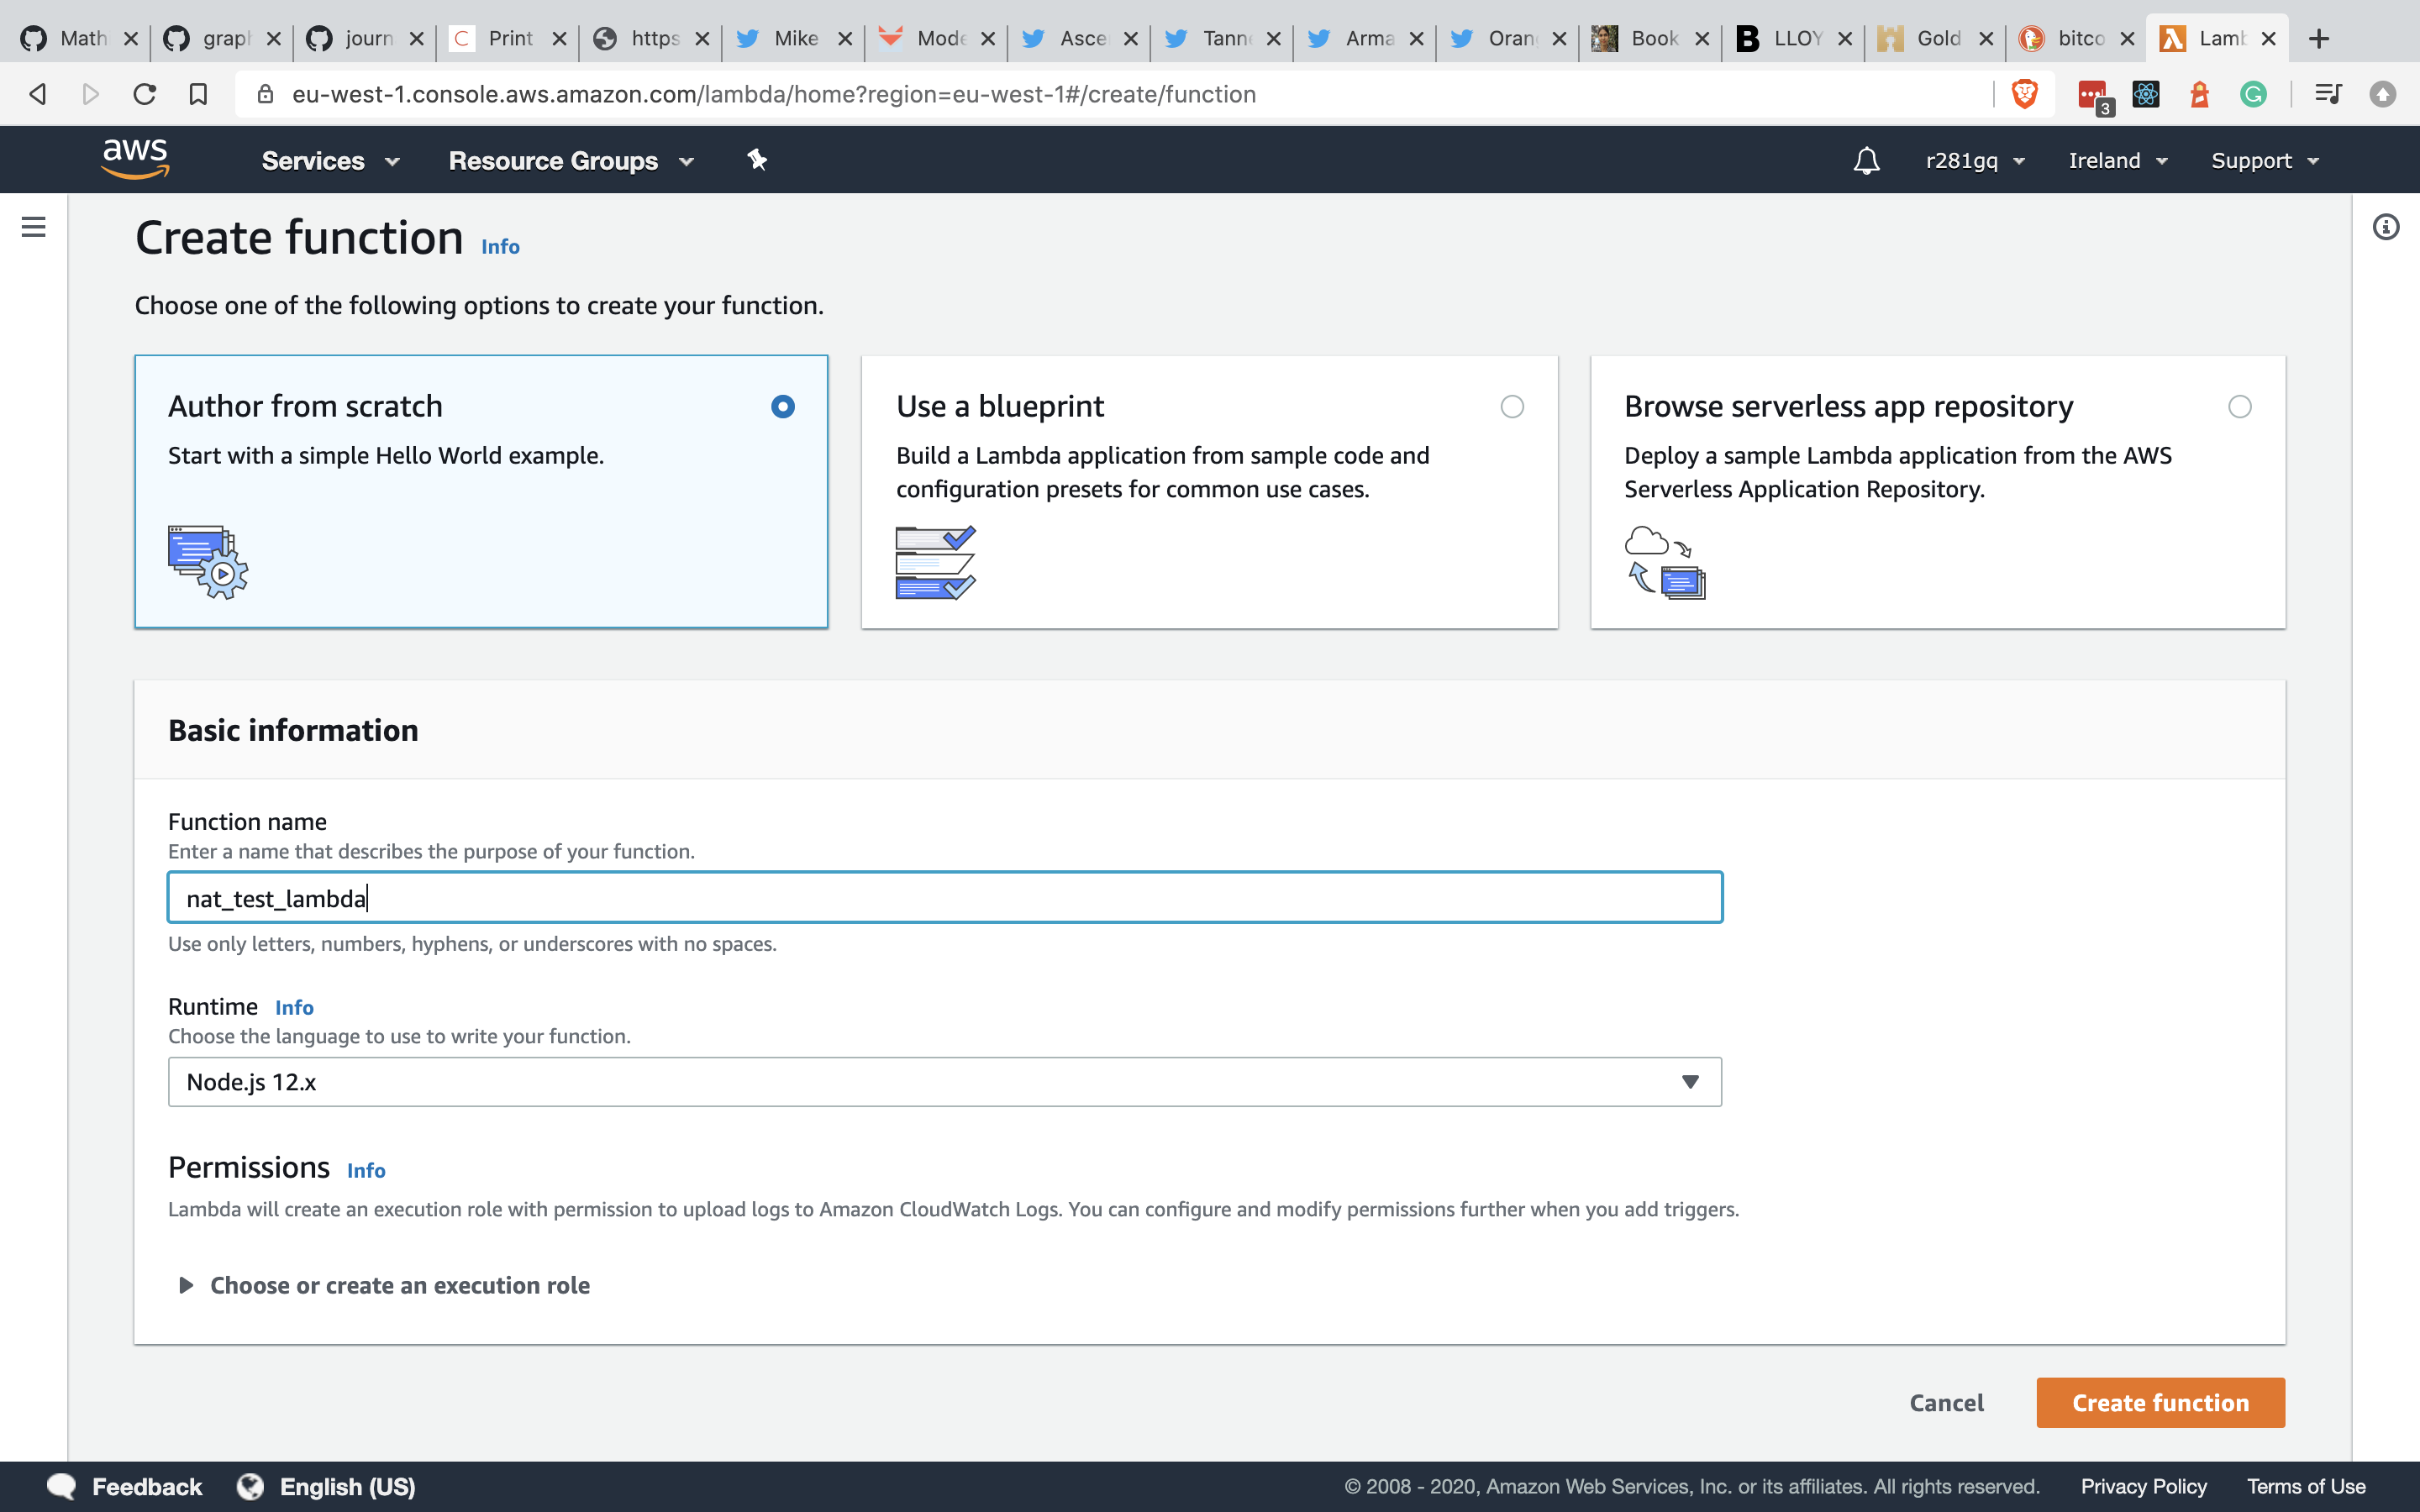 Math
grap
journ
C
Print
https
Mike
Mode
Asce
Tann
Arma
Oran
Book
B
LLOY
Gold
bitco
Lamb
eu-west-1.console.aws.amazon.com/lambda/home?region=eu-west-1#/create/function
3
aws
Services
Resource Groups
r281gq
Ireland
Support
Create function Info
Choose one of the following options to create your function.
Author from scratch
Start with a simple Hello World example.
Use a blueprint
Build a Lambda application from sample code and
configuration presets for common use cases.
Browse serverless app repository
Deploy a sample Lambda application from the AWS
Serverless Application Repository.
Basic information
Function name
Enter a name that describes the purpose of your function.
nat_test_lambda
Use only letters, numbers, hyphens, or underscores with no spaces.
Runtime Info
Choose the language to use to write your function.
Node.js 12.x
Permissions Info
Lambda will create an execution role with permission to upload logs to Amazon CloudWatch Logs. You can configure and modify permissions further when you add triggers.
Choose or create an execution role
Cancel
Create function
Feedback
English (US)
© 2008 - 2020, Amazon Web Services, Inc. or its affiliates. All rights reserved.
Privacy Policy
Terms of Use